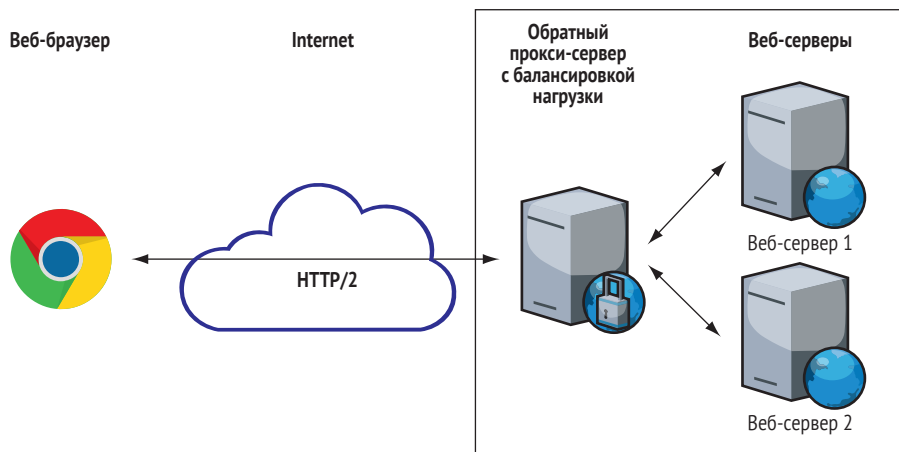 Веб-браузер
Internet
Обратный
прокси-сервер
с балансировкой
нагрузки
Веб-серверы
HTTP/2
Веб-сервер 1
Веб-сервер 2